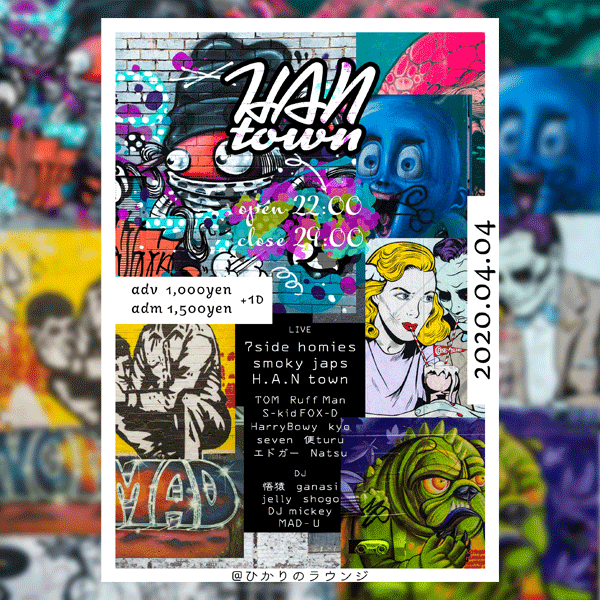 HAN
town
open 22:00
close 29:00
adv 1,000yen
adm 1,500yen
+1D
2020.04.04
LIVE
7side homies
smoky japs
H.A.N town
TOM Ruff Man
S-kid FOX-D
HarryBowy kyo
seven 便turu
エドガー Natsu
DJ
悟猿 ganasi
jelly shogo
DJ mickey
MAD-U
MAD
@ひかりのラウンジ